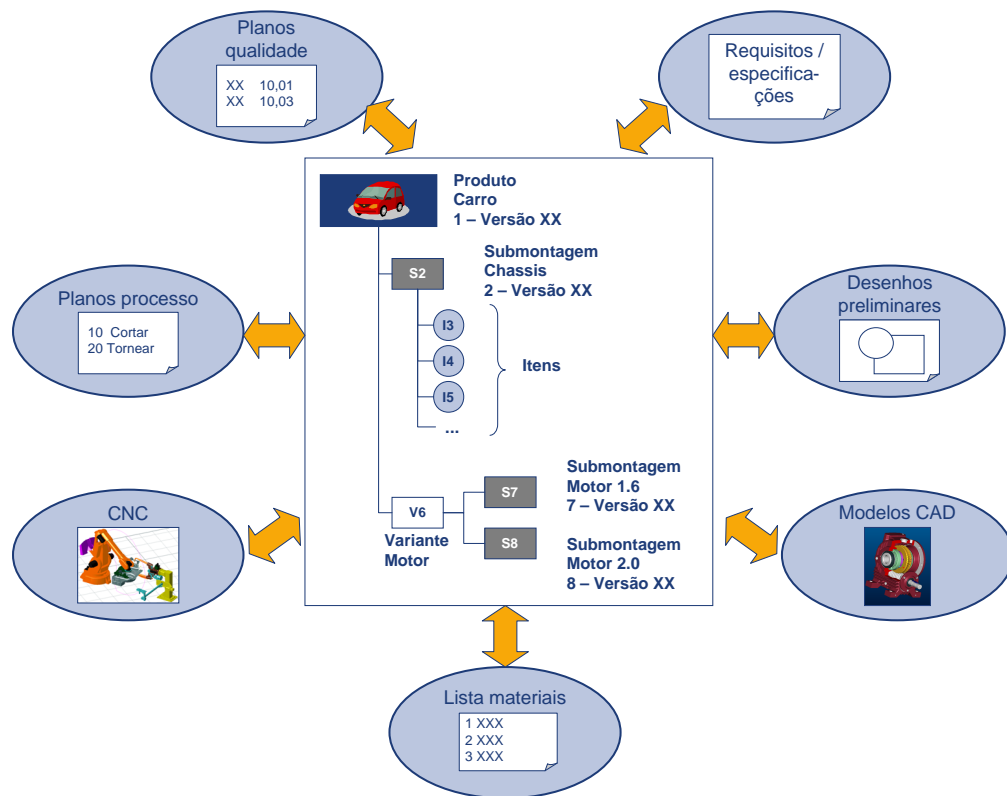 Planos
qualidade
XX 10,01
XX 10,03
Requisitos /
especifica-
ções
Produto
Carro
1 – Versão XX
S2
Submontagem
Chassis
2 – Versão XX
Planos processo
10 Cortar
20 Tornear
I3
I4
I5
...
Itens
Desenhos
preliminares
CNC
V6
Variante
Motor
S7
Submontagem
Motor 1.6
7 – Versão XX
S8
Submontagem
Motor 2.0
8 – Versão XX
Modelos CAD
Lista materiais
1 XXX
2 XXX
3 XXX